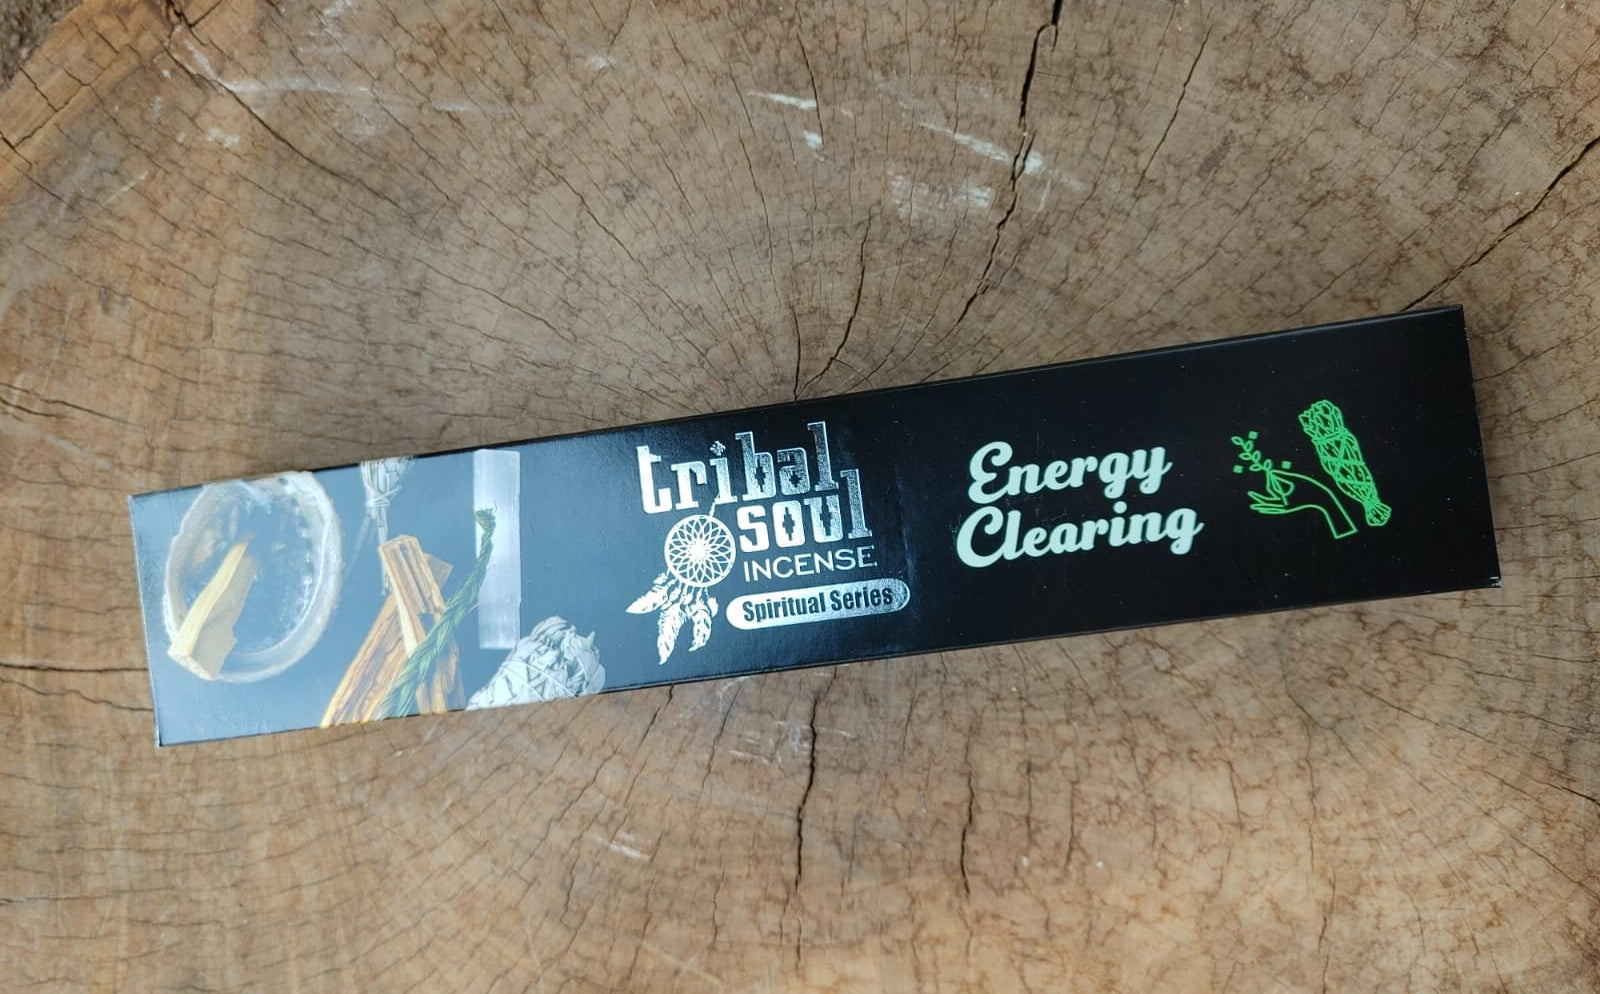 tribal
soul
INCENSE
Spiritual Series
Energy
Clearing